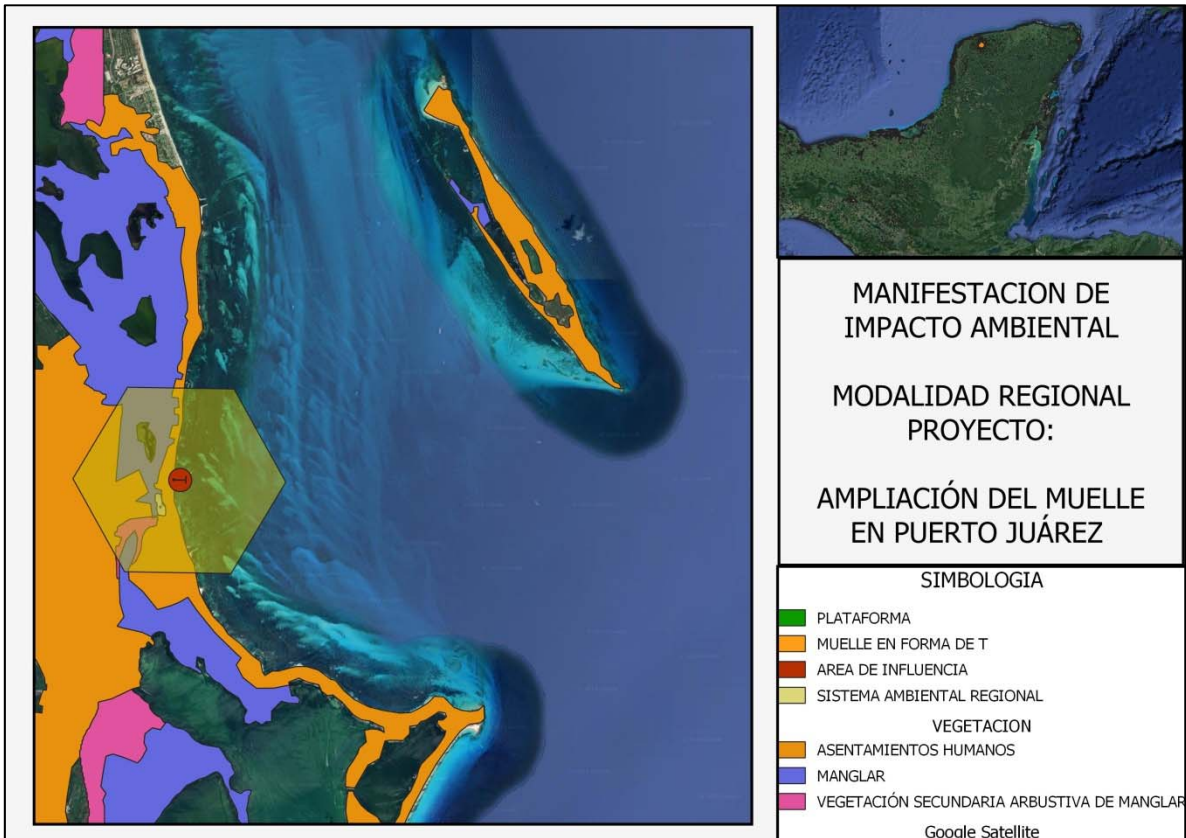 MANIFESTACION DE
IMPACTO AMBIENTAL
MODALIDAD REGIONAL
PROYECTO:
AMPLIACIÓN DEL MUELLE
EN PUERTO JUÁREZ
SIMBOLOGIA
PLATAFORMA
MUELLE EN FORMA DE T
AREA DE INFLUENCIA
SISTEMA AMBIENTAL REGIONAL
VEGETACION
ASENTAMIENTOS HUMANOS
MANGLAR
VEGETACIÓN SECUNDARIA ARBUSTIVA DE MANGLAR
Google Satellite